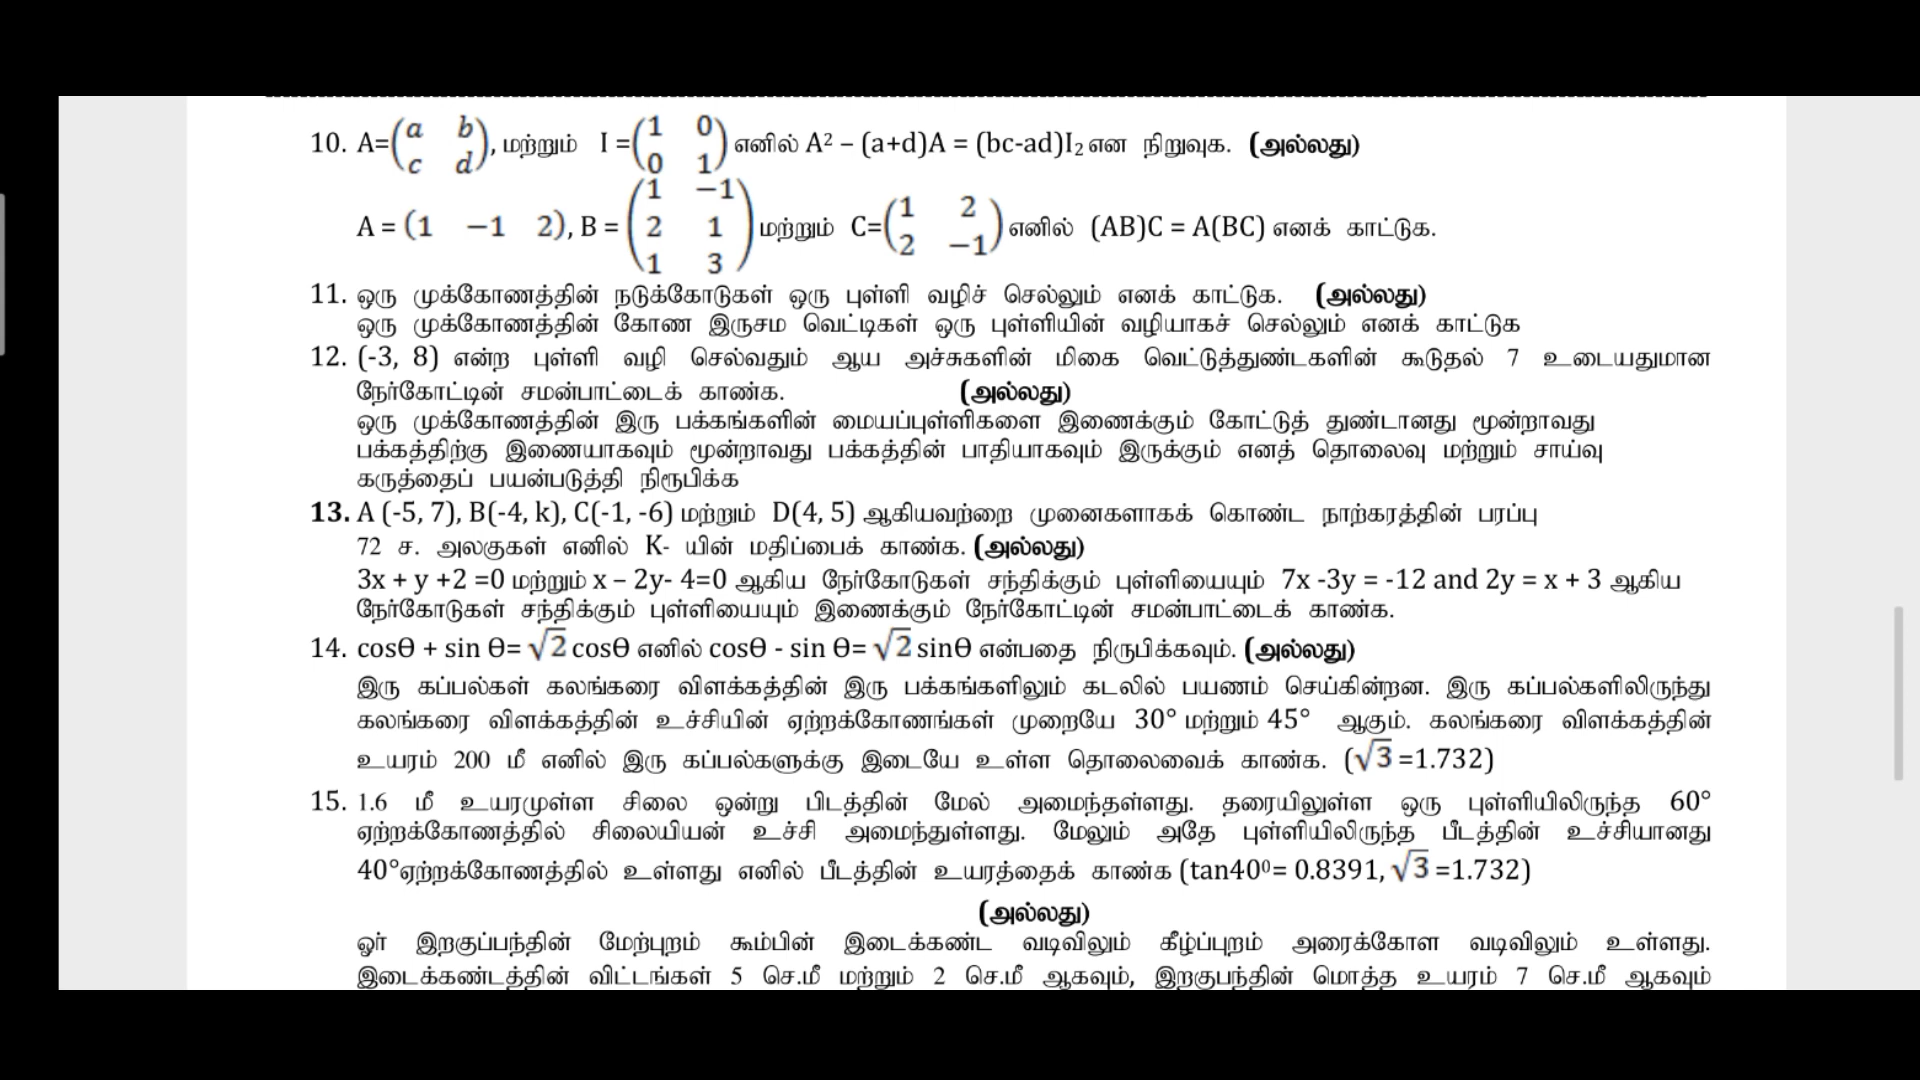 10. A=(a b
c d), மற்றும் I =(1 0
0 1) எனில் A² – (a+d)A = (bc-ad)I₂ என நிறுவுக. (அல்லது)
A = (1 −1 2), B = (1 −1
2 1
1 3) மற்றும் C=(1 2
2 −1) எனில் (AB)C = A(BC) எனக் காட்டுக.
11. ஒரு முக்கோணத்தின் நடுக்கோடுகள் ஒரு புள்ளி வழிச் செல்லும் எனக் காட்டுக. (அல்லது)
ஒரு முக்கோணத்தின் கோண இருசம வெட்டிகள் ஒரு புள்ளியின் வழியாகச் செல்லும் எனக் காட்டுக
12. (-3, 8) என்ற புள்ளி வழி செல்வதும் ஆய அச்சுகளின் மிகை வெட்டுத்துண்டகளின் கூடுதல் 7 உடையதுமான
நேர்கோட்டின் சமன்பாட்டைக் காண்க. (அல்லது)
ஒரு முக்கோணத்தின் இரு பக்கங்களின் மையப்புள்ளிகளை இணைக்கும் கோட்டுத் துண்டானது மூன்றாவது
பக்கத்திற்கு இணையாகவும் மூன்றாவது பக்கத்தின் பாதியாகவும் இருக்கும் எனத் தொலைவு மற்றும் சாய்வு
கருத்தைப் பயன்படுத்தி நிரூபிக்க
13. A (-5, 7), B(-4, k), C(-1, -6) மற்றும் D(4, 5) ஆகியவற்றை முனைகளாகக் கொண்ட நாற்கரத்தின் பரப்பு
72 ச. அலகுகள் எனில் K- யின் மதிப்பைக் காண்க. (அல்லது)
3x + y +2 =0 மற்றும் x – 2y- 4=0 ஆகிய நேர்கோடுகள் சந்திக்கும் புள்ளியையும் 7x -3y = -12 and 2y = x + 3 ஆகிய
நேர்கோடுகள் சந்திக்கும் புள்ளியையும் இணைக்கும் நேர்கோட்டின் சமன்பாட்டைக் காண்க.
14. cosӨ + sin Ө= √2 cosӨ எனில் cosӨ - sin Ө= √2 sinӨ என்பதை நிருபிக்கவும். (அல்லது)
இரு கப்பல்கள் கலங்கரை விளக்கத்தின் இரு பக்கங்களிலும் கடலில் பயணம் செய்கின்றன. இரு கப்பல்களிலிருந்து
கலங்கரை விளக்கத்தின் உச்சியின் ஏற்றக்கோணங்கள் முறையே 30° மற்றும் 45° ஆகும். கலங்கரை விளக்கத்தின்
உயரம் 200 மீ எனில் இரு கப்பல்களுக்கு இடையே உள்ள தொலைவைக் காண்க. (√3 =1.732)
15. 1.6 மீ உயரமுள்ள சிலை ஒன்று பிடத்தின் மேல் அமைந்தள்ளது. தரையிலுள்ள ஒரு புள்ளியிலிருந்த 60°
ஏற்றக்கோணத்தில் சிலையியன் உச்சி அமைந்துள்ளது. மேலும் அதே புள்ளியிலிருந்த பீடத்தின் உச்சியானது
40°ஏற்றக்கோணத்தில் உள்ளது எனில் பீடத்தின் உயரத்தைக் காண்க (tan40⁰= 0.8391, √3 =1.732)
(அல்லது)
ஓர் இறகுப்பந்தின் மேற்புறம் கூம்பின் இடைக்கண்ட வடிவிலும் கீழ்ப்புறம் அரைக்கோள வடிவிலும் உள்ளது.
இடைக்கண்டத்தின் விட்டங்கள் 5 செ.மீ மற்றும் 2 செ.மீ ஆகவும், இறகுபந்தின் மொத்த உயரம் 7 செ.மீ ஆகவும்